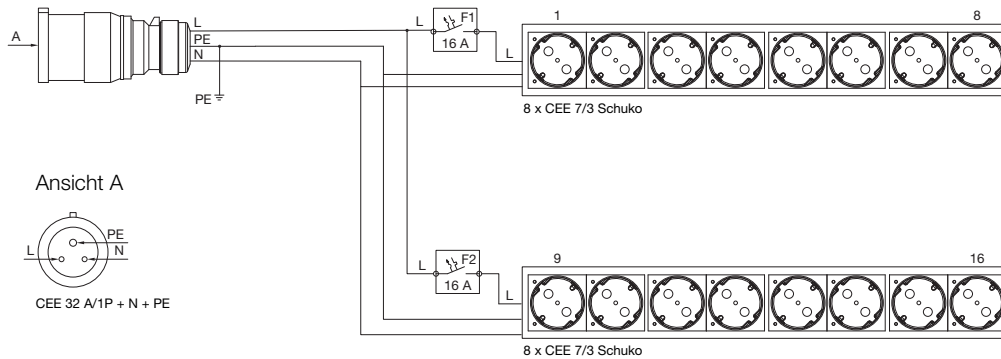 A
L
PE
N
PE
L
F1
16 A
L
1
8
8 x CEE 7/3 Schuko
Ansicht A
PE
L
N
CEE 32 A/1P + N + PE
L
F2
16 A
L
9
16
8 x CEE 7/3 Schuko